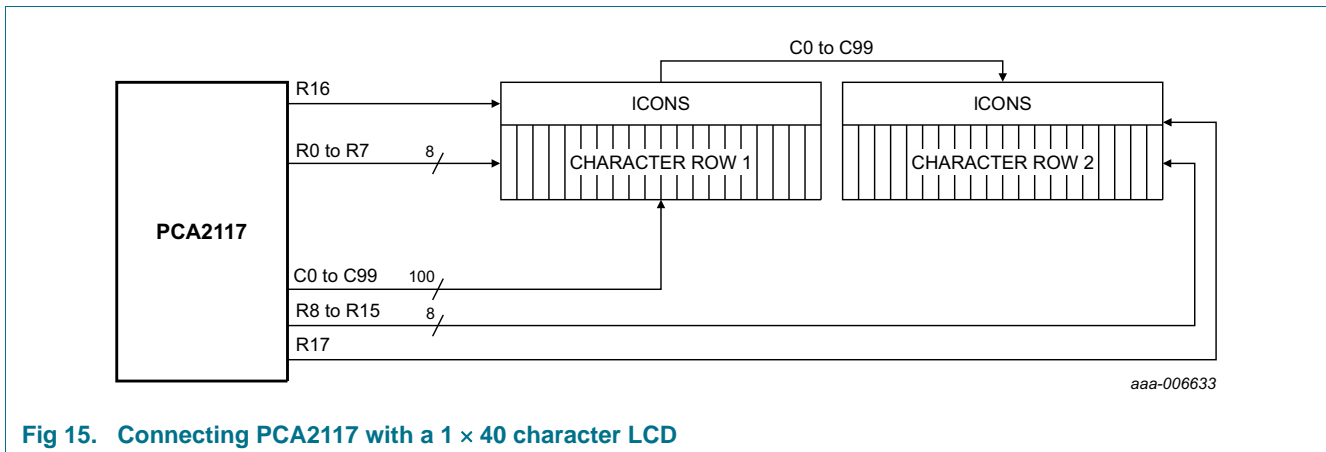 C0 to C99
R16
ICONS
ICONS
R0 to R7
8
CHARACTER ROW 1
CHARACTER ROW 2
PCA2117
C0 to C99
100
R8 to R15
8
R17
aaa-006633
Fig 15. Connecting PCA2117 with a 1 × 40 character LCD